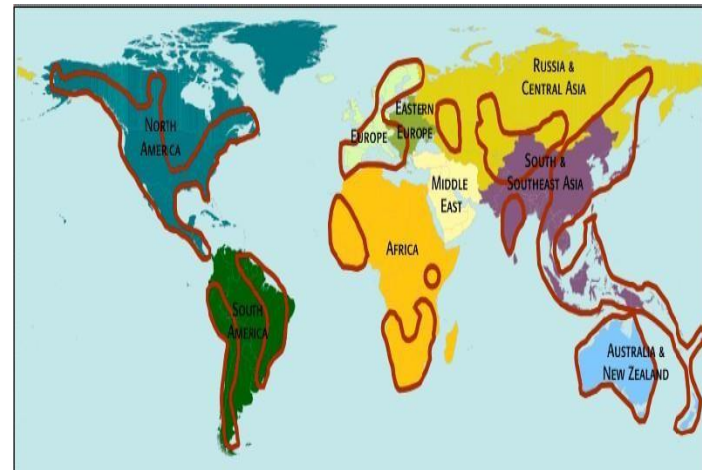 RUSSIA &
CENTRAL ASIA
EASTERN
EUROPE
NORTH
AMERICA
EUROPE
SOUTH &
SOUTHEAST ASIA
MIDDLE
EAST
AFRICA
SOUTH
AMERICA
AUSTRALIA &
NEW ZEALAND